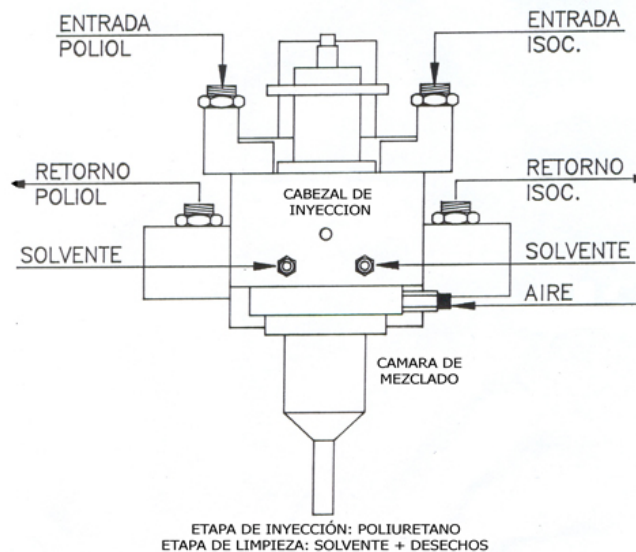 ENTRADA
POLIOL
ENTRADA
ISOC.
RETORNO
POLIOL
RETORNO
ISOC.
CABEZAL DE
INYECCION
SOLVENTE
SOLVENTE
AIRE
CAMARA DE
MEZCLADO
ETAPA DE INYECCIÓN: POLIURETANO
ETAPA DE LIMPIEZA: SOLVENTE + DESECHOS